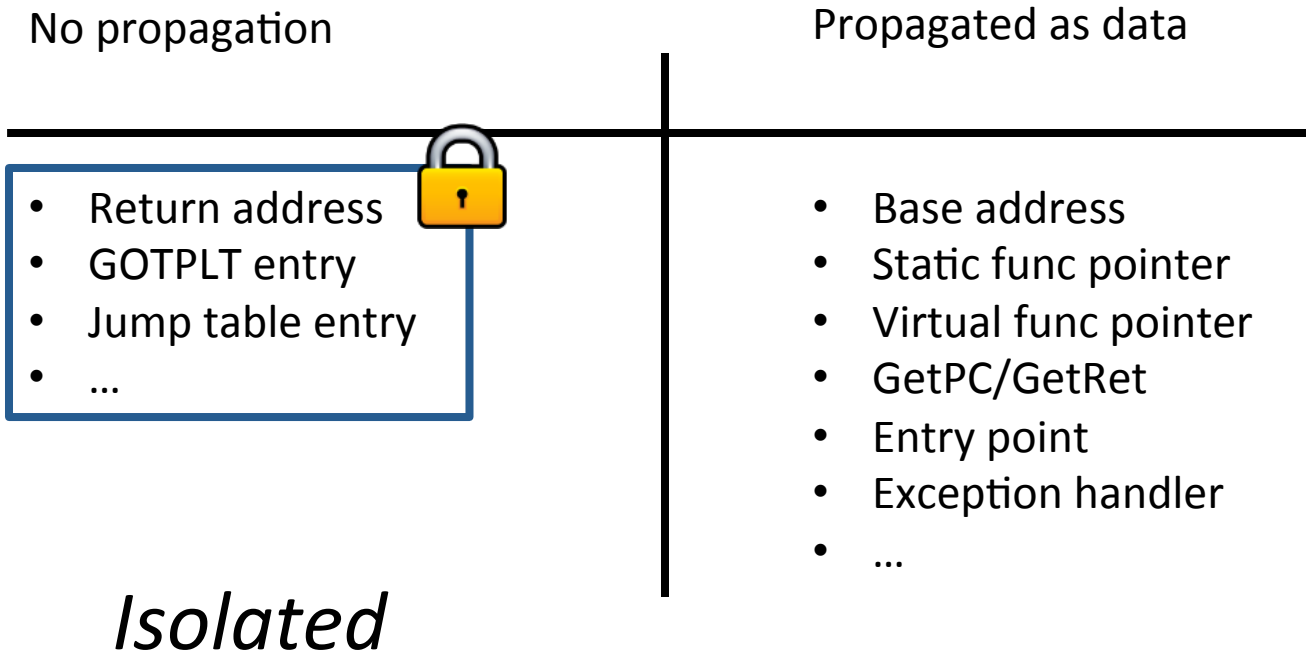 No propagation
Propagated as data
• Return address
• GOTPLT entry
• Jump table entry
• ...
• Base address
• Static func pointer
• Virtual func pointer
• GetPC/GetRet
• Entry point
• Exception handler
• ...
Isolated